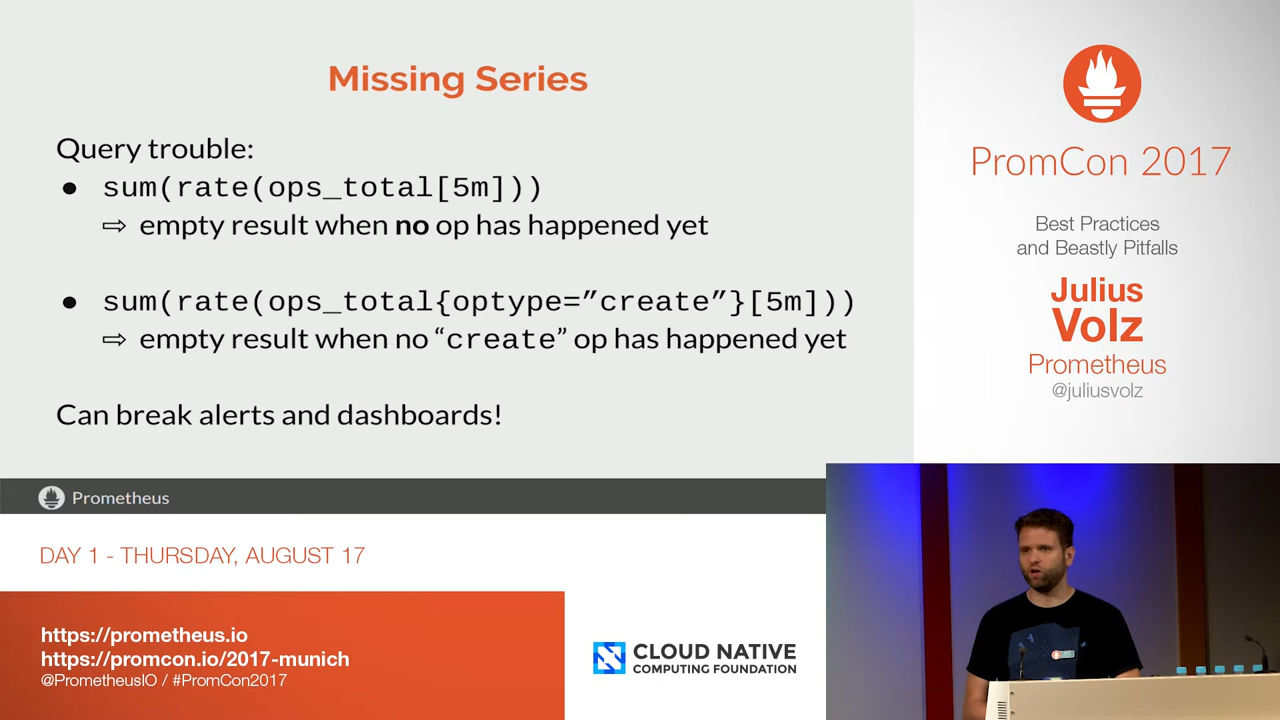 Missing Series
Query trouble:
● sum(rate(ops_total[5m]))
⇨ empty result when no op has happened yet
● sum(rate(ops_total{optype=”create”}[5m]))
⇨ empty result when no “create” op has happened yet
Can break alerts and dashboards!
Prometheus
PromCon 2017
Best Practices
and Beastly Pitfalls
Julius
Volz
Prometheus
@juliusvolz
DAY 1 - THURSDAY, AUGUST 17
https://prometheus.io
https://promcon.io/2017-munich
@PrometheusIO / #PromCon2017
CLOUD NATIVE
COMPUTING FOUNDATION